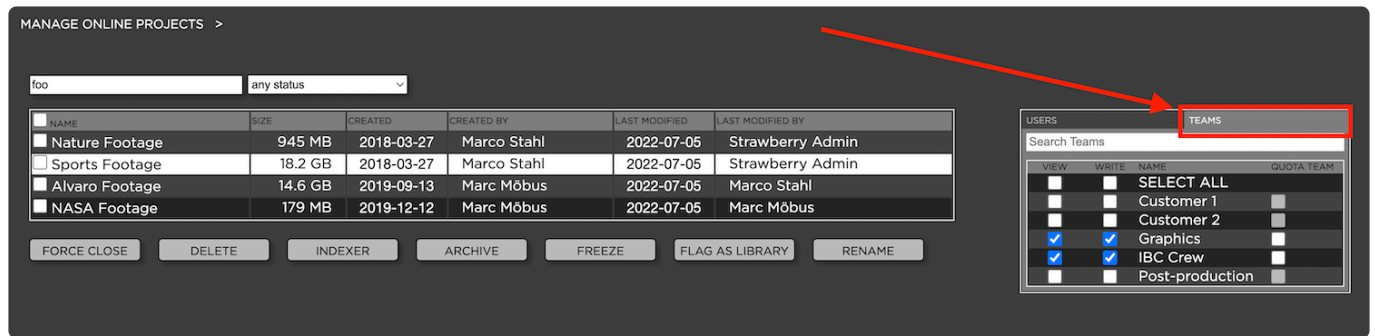 MANAGE ONLINE PROJECTS >
foo any status
NAME SIZE CREATED CREATED BY LAST MODIFIED LAST MODIFIED BY
Nature Footage 945 MB 2018-03-27 Marco Stahl 2022-07-05 Strawberry Admin
Sports Footage 18.2 GB 2018-03-27 Marco Stahl 2022-07-05 Strawberry Admin
Alvaro Footage 14.6 GB 2019-09-13 Marc Möbus 2022-07-05 Marco Stahl
NASA Footage 179 MB 2019-12-12 Marc Möbus 2022-07-05 Marc Möbus
FORCE CLOSE DELETE INDEXER ARCHIVE FREEZE FLAG AS LIBRARY RENAME
USERS TEAMS
Search Teams
VIEW WRITE NAME QUOTA TEAM
SELECT ALL
Customer 1
Customer 2
Graphics
IBC Crew
Post-production